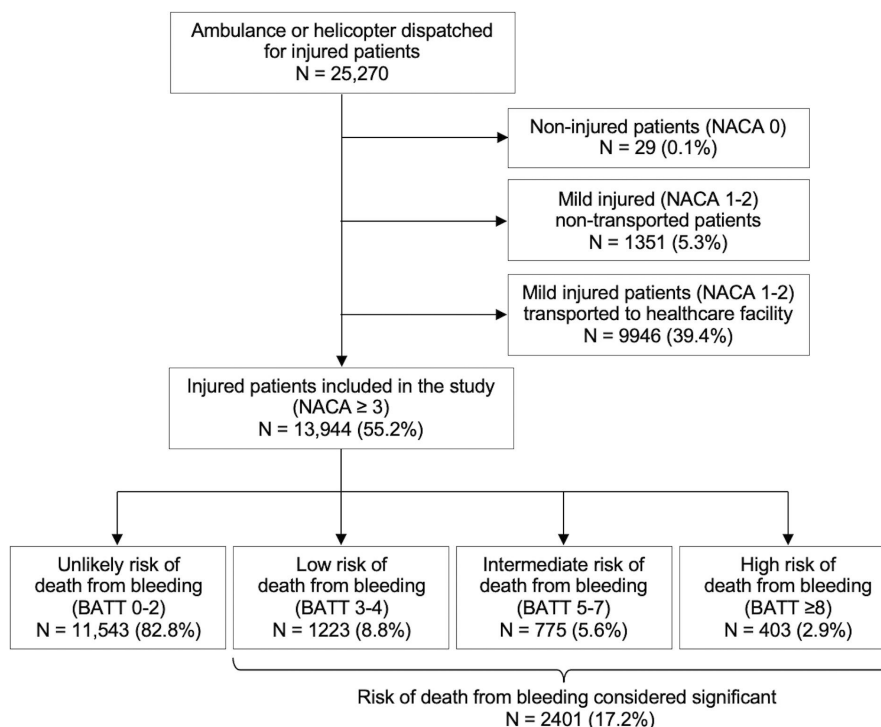 Ambulance or helicopter dispatched
for injured patients
N = 25,270
Non-injured patients (NACA 0)
N = 29 (0.1%)
Mild injured (NACA 1-2)
non-transported patients
N = 1351 (5.3%)
Mild injured patients (NACA 1-2)
transported to healthcare facility
N = 9946 (39.4%)
Injured patients included in the study
(NACA ≥ 3)
N = 13,944 (55.2%)
Unlikely risk of
death from bleeding
(BATT 0-2)
N = 11,543 (82.8%)
Low risk of
death from bleeding
(BATT 3-4)
N = 1223 (8.8%)
Intermediate risk of
death from bleeding
(BATT 5-7)
N = 775 (5.6%)
High risk of
death from bleeding
(BATT ≥8)
N = 403 (2.9%)
Risk of death from bleeding considered significant
N = 2401 (17.2%)